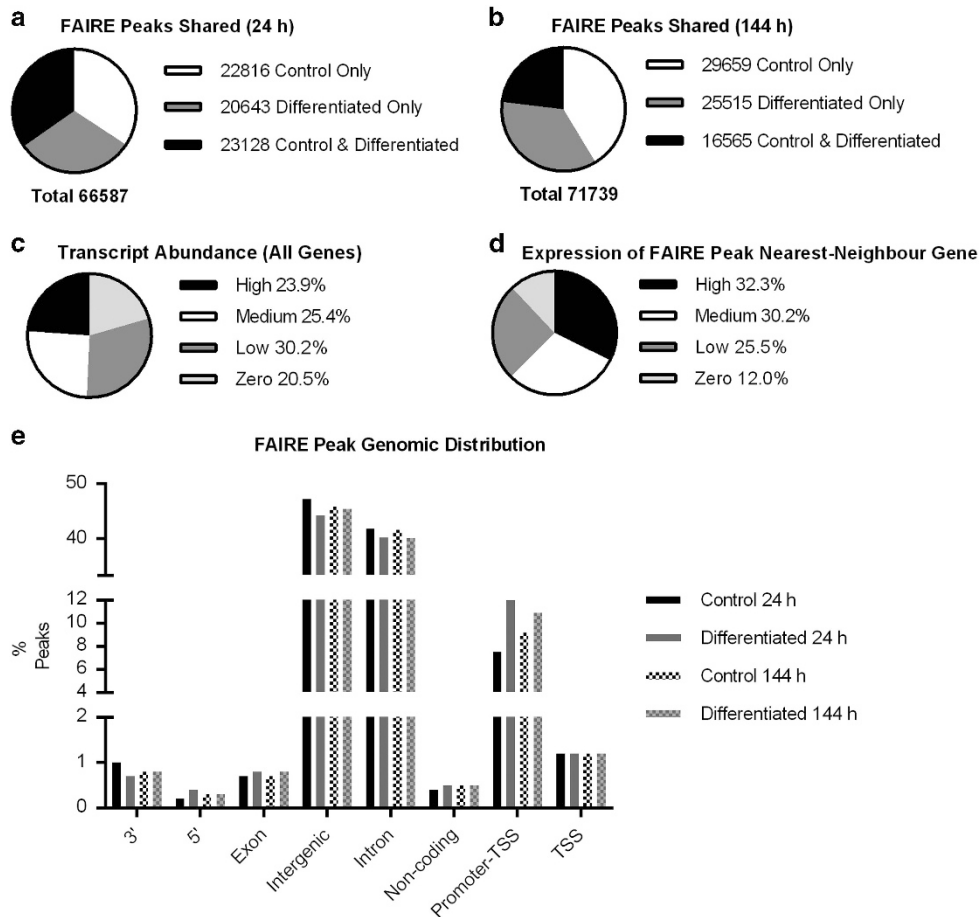 a
FAIRE Peaks Shared (24 h)
22816 Control Only
20643 Differentiated Only
23128 Control & Differentiated
Total 66587
b
FAIRE Peaks Shared (144 h)
29659 Control Only
25515 Differentiated Only
16565 Control & Differentiated
Total 71739
c
Transcript Abundance (All Genes)
High 23.9%
Medium 25.4%
Low 30.2%
Zero 20.5%
d
Expression of FAIRE Peak Nearest-Neighbour Gene
High 32.3%
Medium 30.2%
Low 25.5%
Zero 12.0%
e
FAIRE Peak Genomic Distribution
%
Peaks
50
40
12
10
8
6
4
2
1
0
3'
5'
Exon
Intergenic
Intron
Non-coding
Promoter-TSS
TSS
Control 24 h
Differentiated 24 h
Control 144 h
Differentiated 144 h